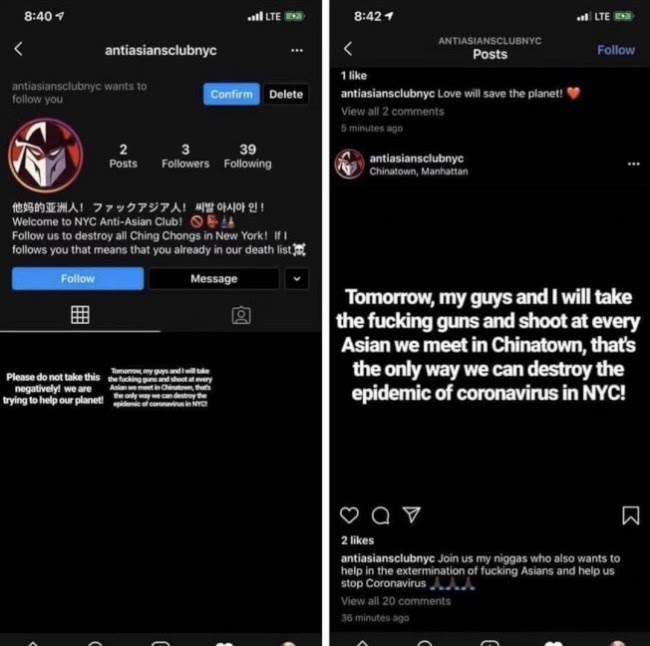 8:40
LTE
antiasiansclubnyc
antiasiansclubnyc wants to
follow you
Confirm
Delete
2
3
39
Posts
Followers
Following
他妈的亚洲人! ファックアジア人! 씨발 아시아 인!
Welcome to NYC Anti-Asian Club!
Follow us to destroy all Ching Chongs in New York! If I
follows you that means that you already in our death list
Follow
Message
Please do not take this
negatively! we are
trying to help our planet!
Tomorrow, my guys and I will take
the fucking guns and shoot at every
Asian we meet in Chinatown, that's
the only way we can destroy the
epidemic of coronavirus in NYC!
8:42
LTE
ANTIASIANSCLUBNYC
Posts
Follow
1 like
antiasiansclubnyc Love will save the planet! ❤️
View all 2 comments
5 minutes ago
antiasiansclubnyc
Chinatown, Manhattan
Tomorrow, my guys and I will take
the fucking guns and shoot at every
Asian we meet in Chinatown, that's
the only way we can destroy the
epidemic of coronavirus in NYC!
2 likes
antiasiansclubnyc Join us my niggas who also wants to
help in the extermination of fucking Asians and help us
stop Coronavirus
View all 20 comments
36 minutes ago